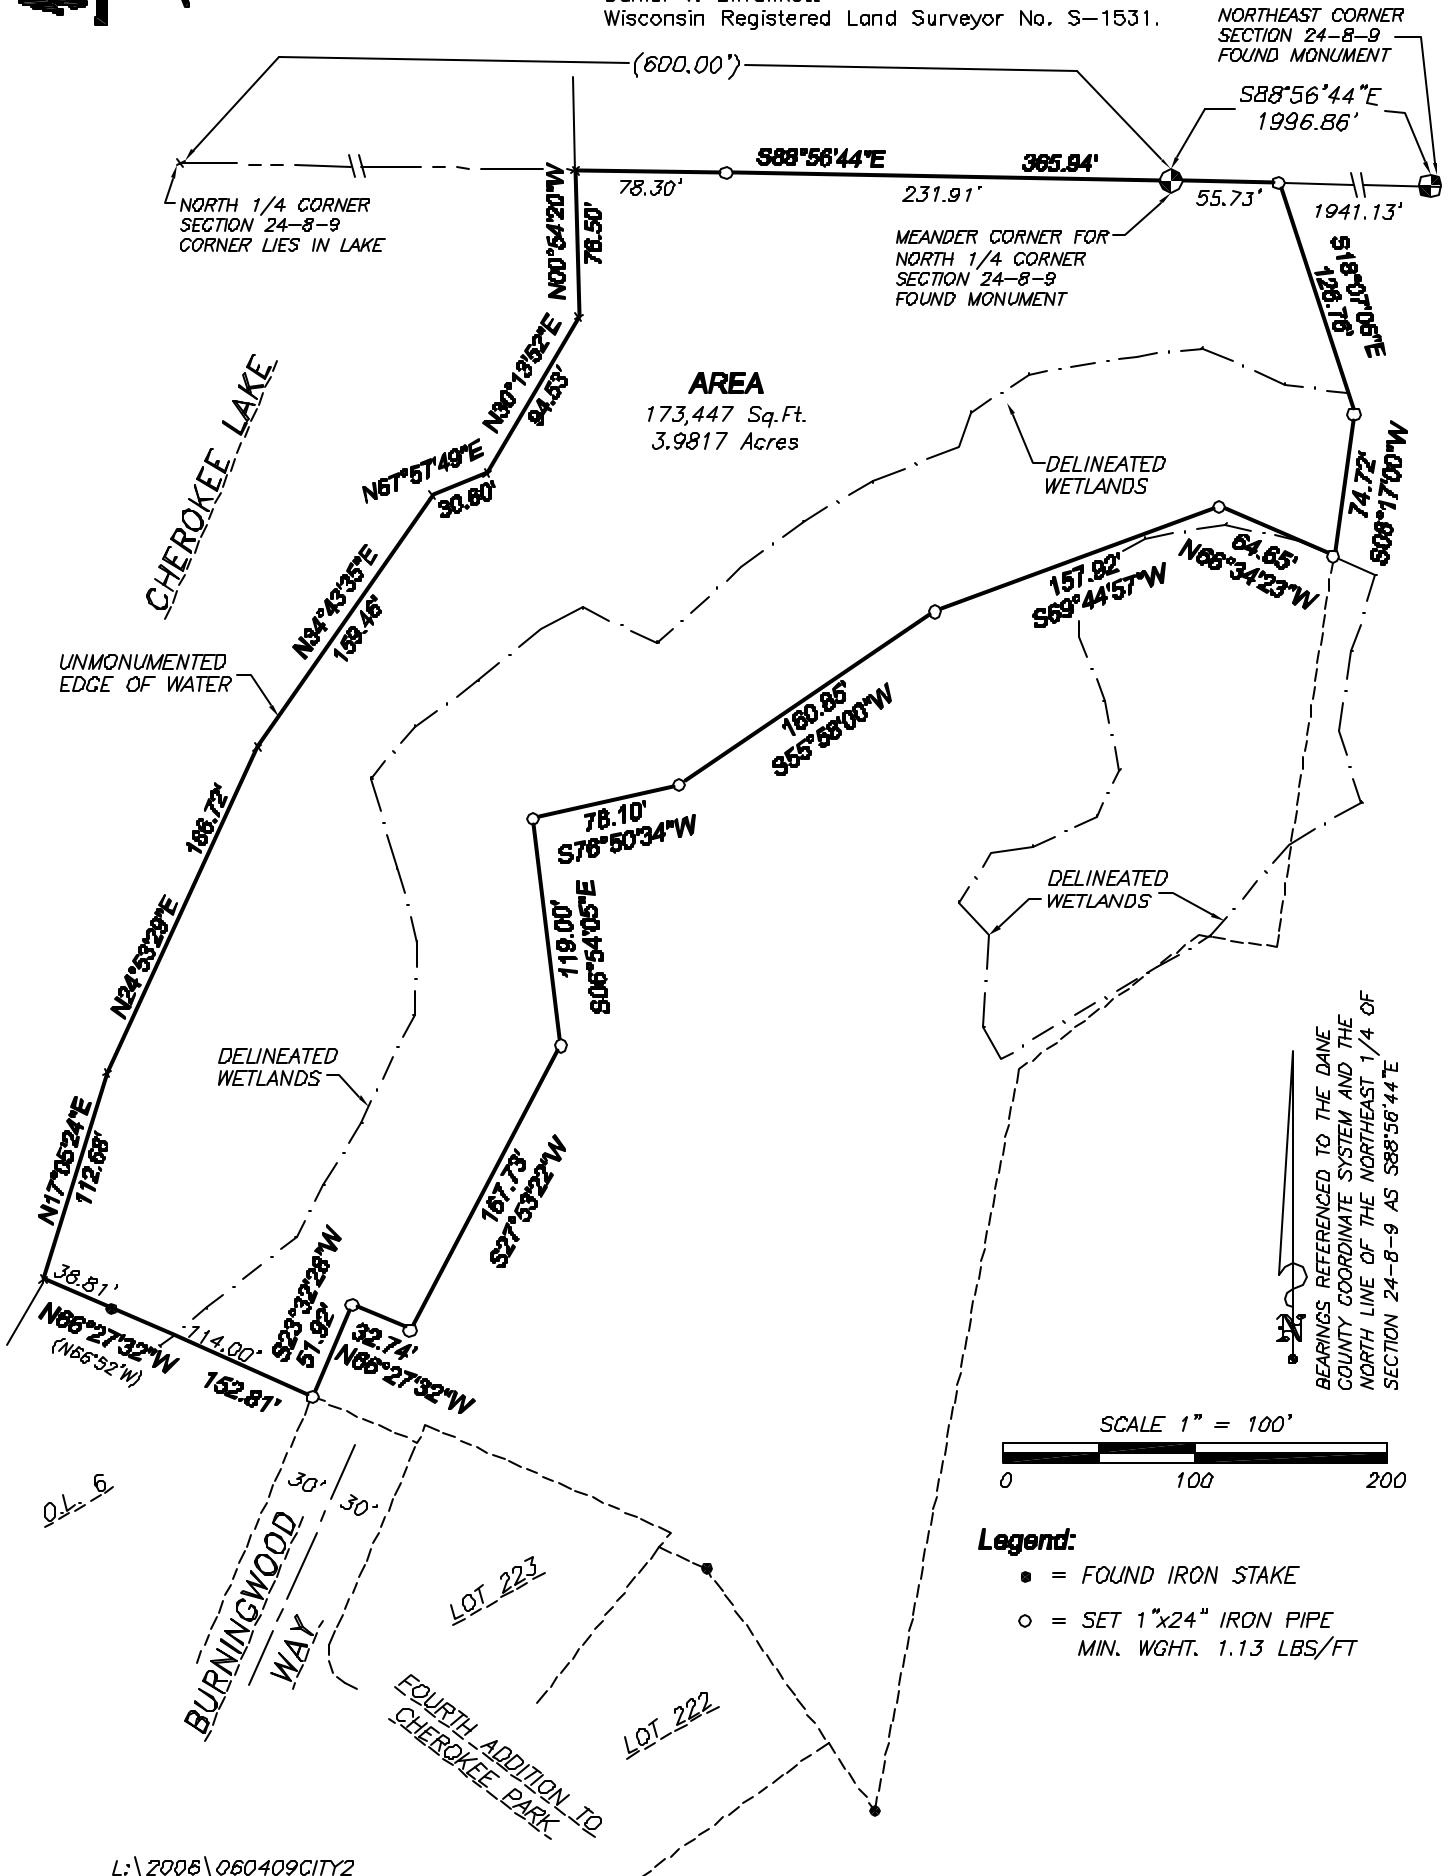 Wisconsin Registered Land Surveyor No. S-1531.
NORTHEAST CORNER
SECTION 24-8-9
FOUND MONUMENT
(600.00')
S88°56'44"E
1996.86'
S88°56'44"E
365.94'
78.30'
231.91'
55.73'
1941.13'
NORTH 1/4 CORNER
SECTION 24-8-9
CORNER LIES IN LAKE
N00°54'20"W
76.50'
MEANDER CORNER FOR
NORTH 1/4 CORNER
SECTION 24-8-9
FOUND MONUMENT
S18°07'06"E
126.76'
N30°13'52"E
94.53'
AREA
173,447 Sq.Ft.
3.9817 Acres
CHEROKEE LAKE
N67°57'49"E
30.60'
DELINEATED
WETLANDS
74.72'
S08°17'00"W
64.65'
N66°34'23"W
157.92'
S69°44'57"W
N34°43'35"E
159.46'
UNMONUMENTED
EDGE OF WATER
160.85'
S55°58'00"W
186.72'
N24°53'29"E
78.10'
S76°50'34"W
119.00'
S06°54'05"E
DELINEATED
WETLANDS
DELINEATED
WETLANDS
N17°05'24"E
112.68'
167.73'
S27°53'22"W
BEARINGS REFERENCED TO THE DANE
COUNTY COORDINATE SYSTEM AND THE
NORTH LINE OF THE NORTHEAST 1/4 OF
SECTION 24-8-9 AS S88°56'44"E
N
38.81'
N66°27'32"W
(N66°52'W)
114.00'
152.81'
S23°32'28"W
51.92'
32.74'
N66°27'32"W
SCALE 1" = 100'
0 100 200
O.L. 6
30'
30'
BURNINGWOOD
WAY
LOT 223
Legend:
= FOUND IRON STAKE
= SET 1"x24" IRON PIPE
MIN. WGHT. 1.13 LBS/FT
FOURTH ADDITION TO
CHEROKEE PARK
LOT 222
L:\2006\060409CITY2